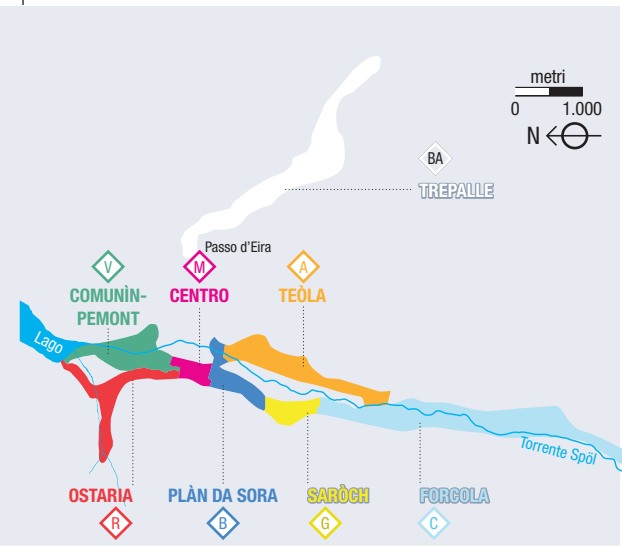 metri
0 1.000
N
BA
TREPALLE
Passo d'Eira
V
M
A
COMUNÌN-
PEMONT
CENTRO
TEÒLA
Lago
Torrente Spöl
OSTARIA
PLÀN DA SORA
SARÒCH
FORCOLA
R
B
G
C